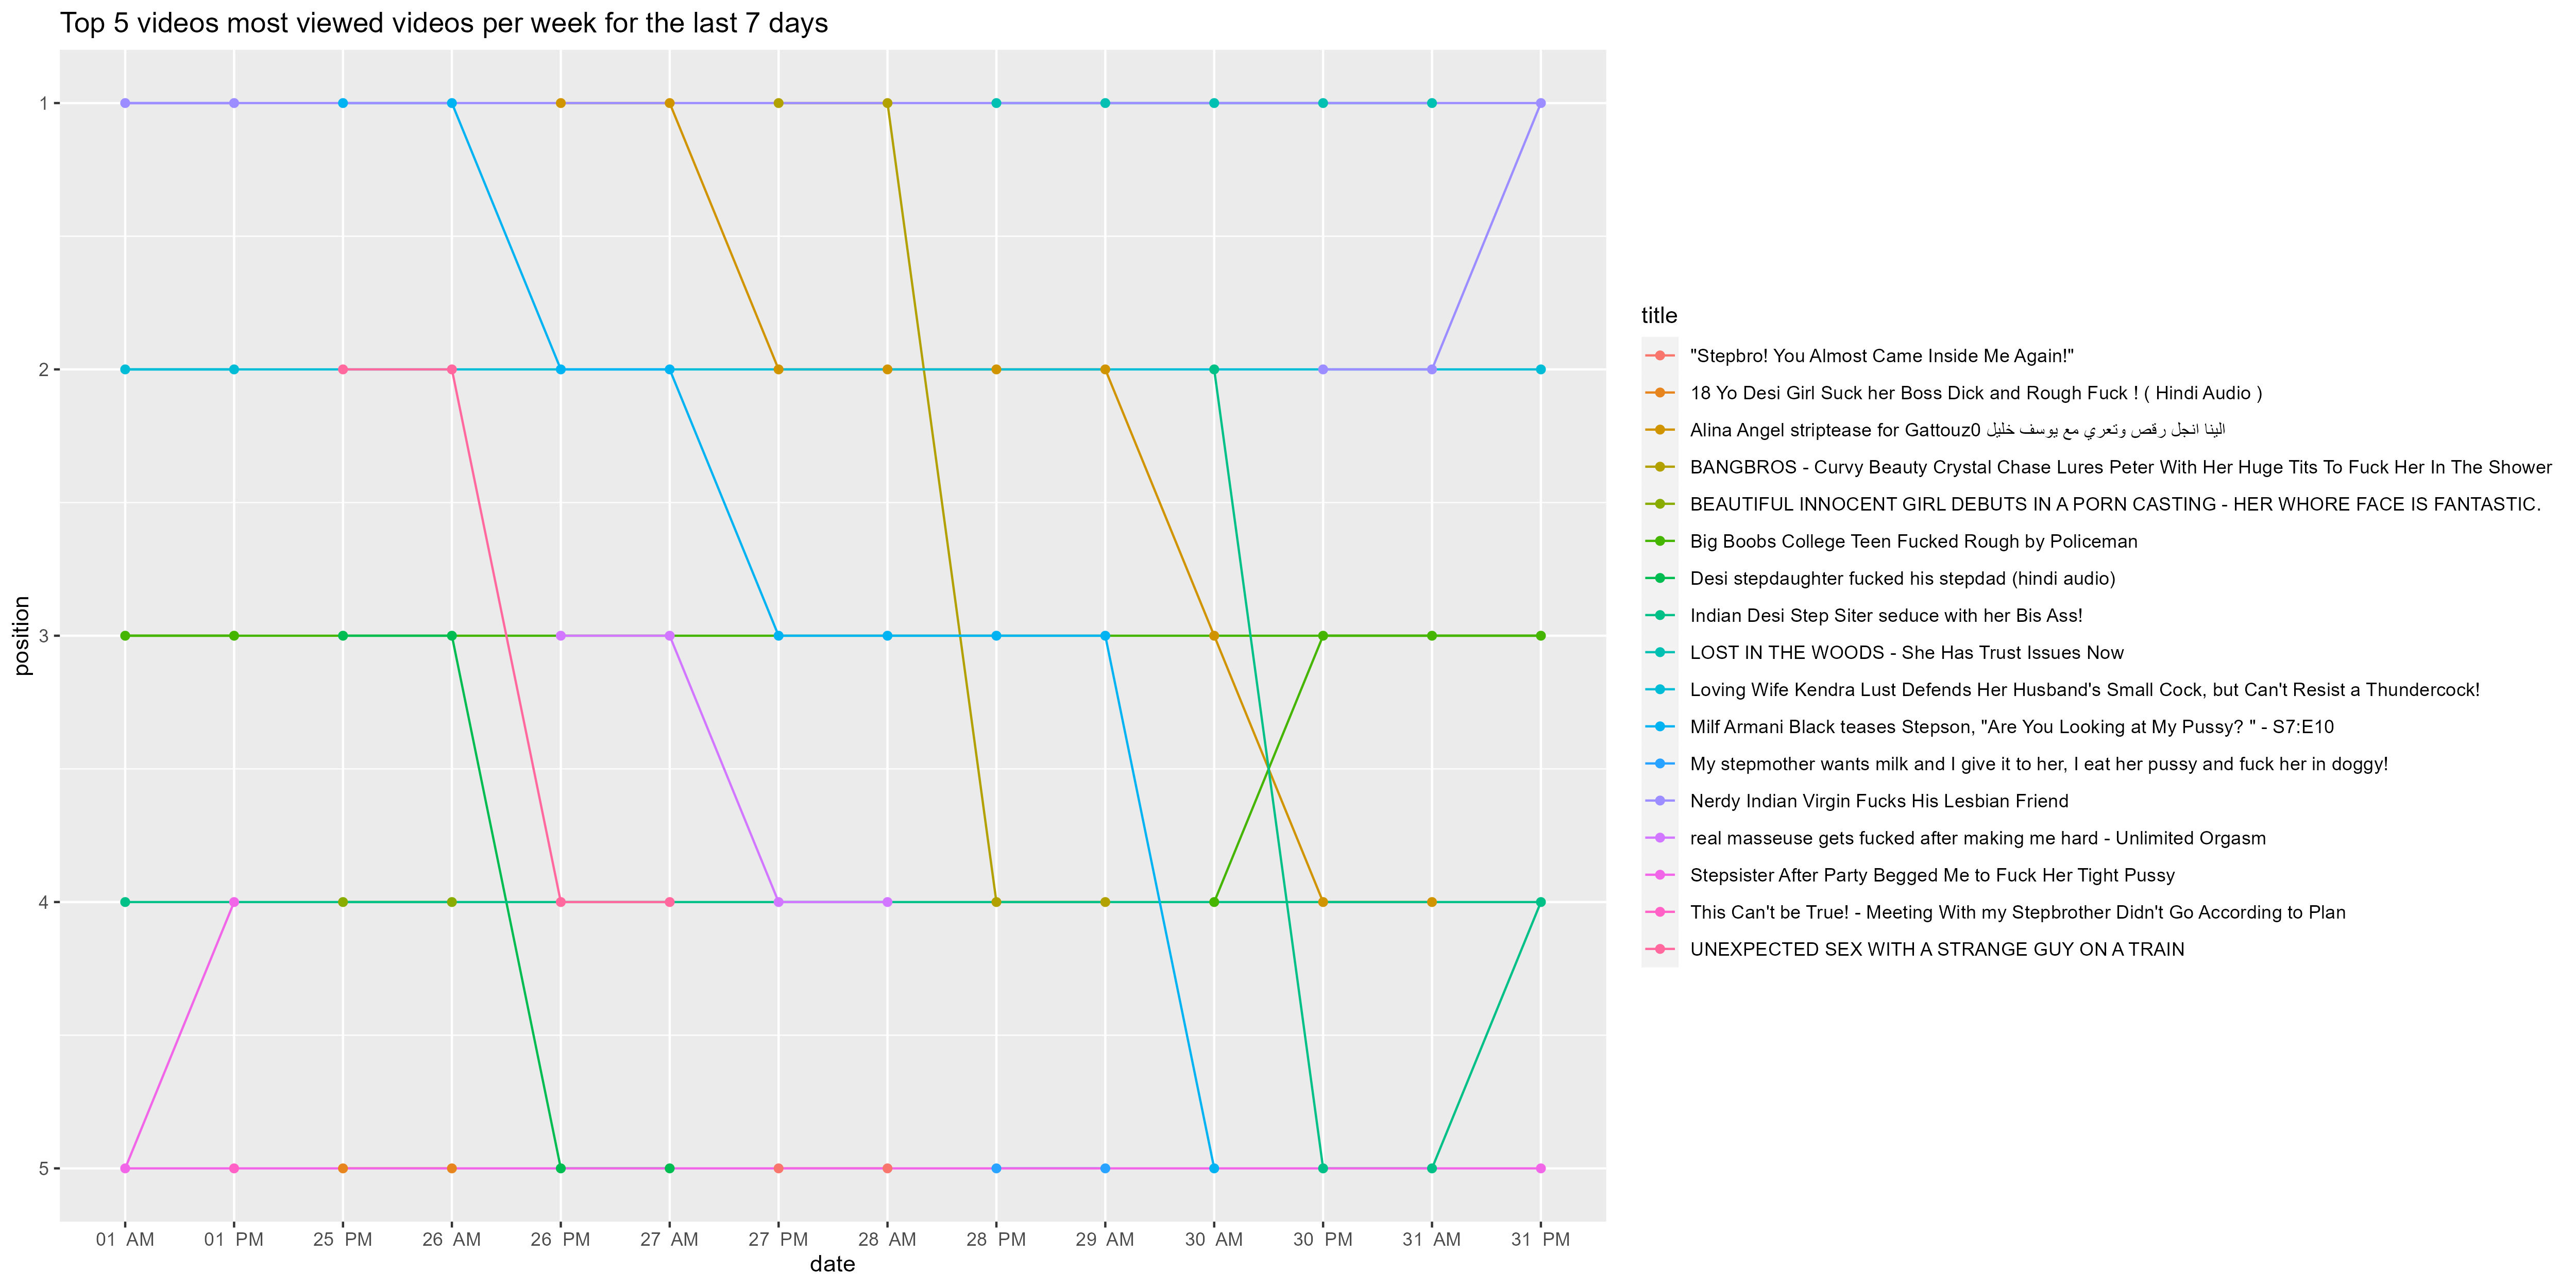 Top 5 videos most viewed videos per week for the last 7 days
position
1
2
3
4
5
01 AM
01 PM
25 PM
26 AM
26 PM
27 AM
27 PM
28 AM
28 PM
29 AM
30 AM
30 PM
31 AM
31 PM
date
title
"Stepbro! You Almost Came Inside Me Again!"
18 Yo Desi Girl Suck her Boss Dick and Rough Fuck ! ( Hindi Audio )
Alina Angel striptease for Gattouz0 الينا انجل رقص وتعري مع يوسف خليل
BANGBROS - Curvy Beauty Crystal Chase Lures Peter With Her Huge Tits To Fuck Her In The Shower
BEAUTIFUL INNOCENT GIRL DEBUTS IN A PORN CASTING - HER WHORE FACE IS FANTASTIC.
Big Boobs College Teen Fucked Rough by Policeman
Desi stepdaughter fucked his stepdad (hindi audio)
Indian Desi Step Siter seduce with her Bis Ass!
LOST IN THE WOODS - She Has Trust Issues Now
Loving Wife Kendra Lust Defends Her Husband's Small Cock, but Can't Resist a Thundercock!
Milf Armani Black teases Stepson, "Are You Looking at My Pussy? " - S7:E10
My stepmother wants milk and I give it to her, I eat her pussy and fuck her in doggy!
Nerdy Indian Virgin Fucks His Lesbian Friend
real masseuse gets fucked after making me hard - Unlimited Orgasm
Stepsister After Party Begged Me to Fuck Her Tight Pussy
This Can't be True! - Meeting With my Stepbrother Didn't Go According to Plan
UNEXPECTED SEX WITH A STRANGE GUY ON A TRAIN